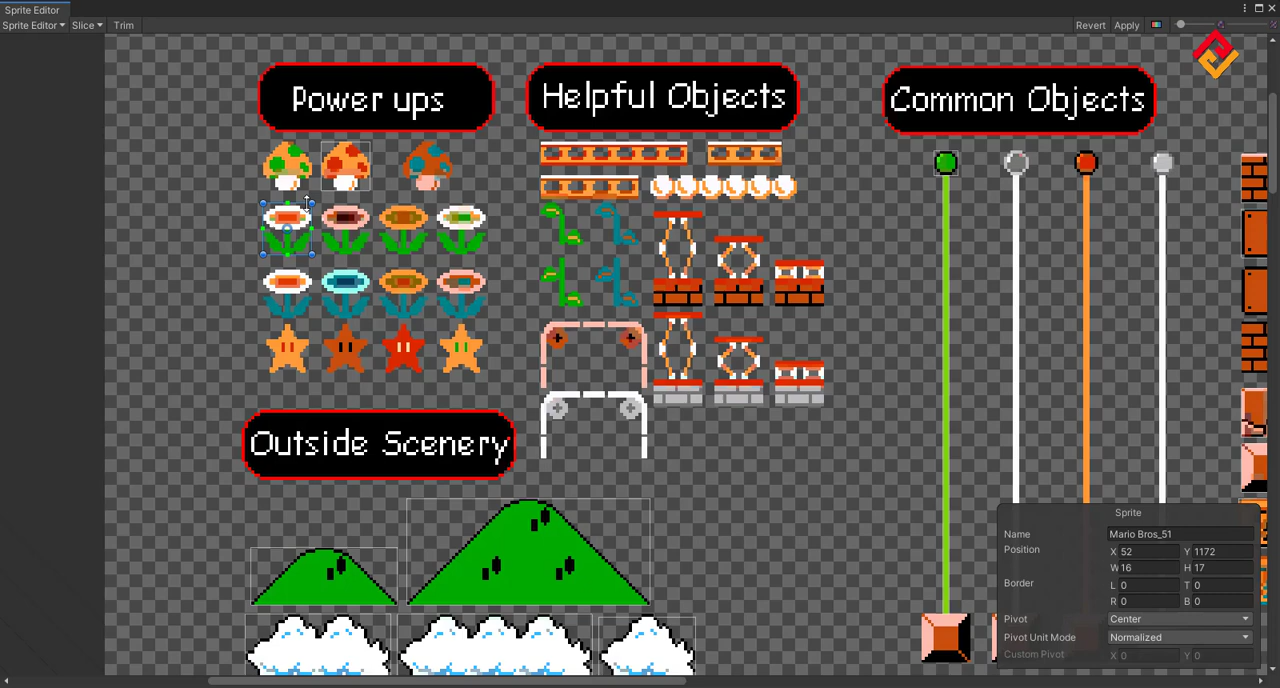 Sprite Editor
Sprite Editor Slice Trim Revert Apply
Power ups
Helpful Objects
Common Objects
Outside Scenery
Sprite
Name Mario Bros_51
Position X 52 Y 1172
W 16 H 17
Border L 0 T 0
R 0 B 0
Pivot Center
Pivot Unit Mode Normalized
Custom Pivot X 0 Y 0